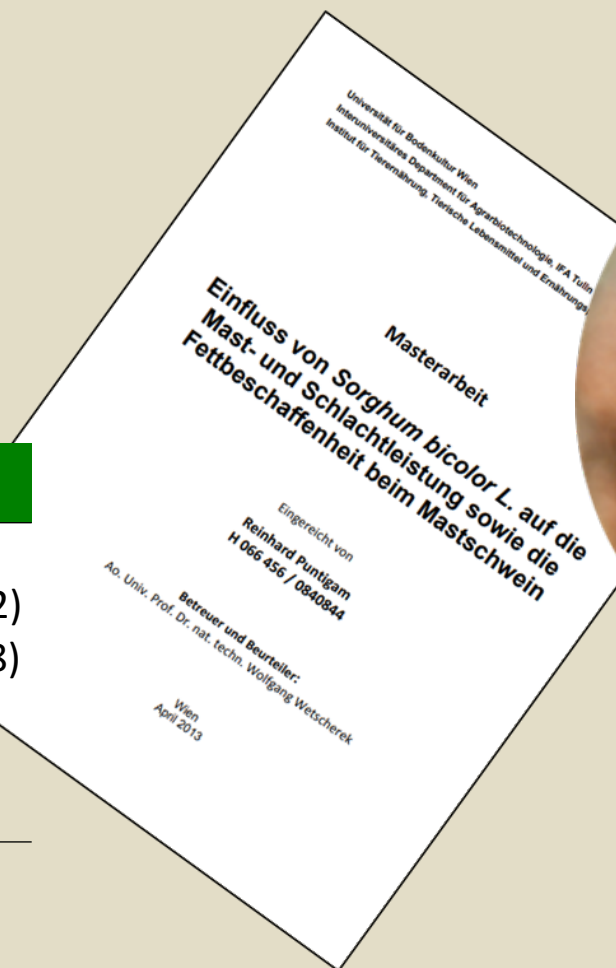 Universität für Bodenkultur Wien
Interuniversitäres Department für Agrarbiotechnologie, IFA Tulln
Institut für Tierernährung, Tierische Lebensmittel und Ernährungs
Masterarbeit
Einfluss von Sorghum bicolor L. auf die
Mast- und Schlachtleistung sowie die
Fettbeschaffenheit beim Mastschwein
Eingereicht von
Reinhard Puntigam
H 066 456 / 0840844
Betreuer und Beurteiler:
Ao. Univ. Prof. Dr. nat. techn. Wolfgang Wetscherek
Wien
April 2013
2)
3)